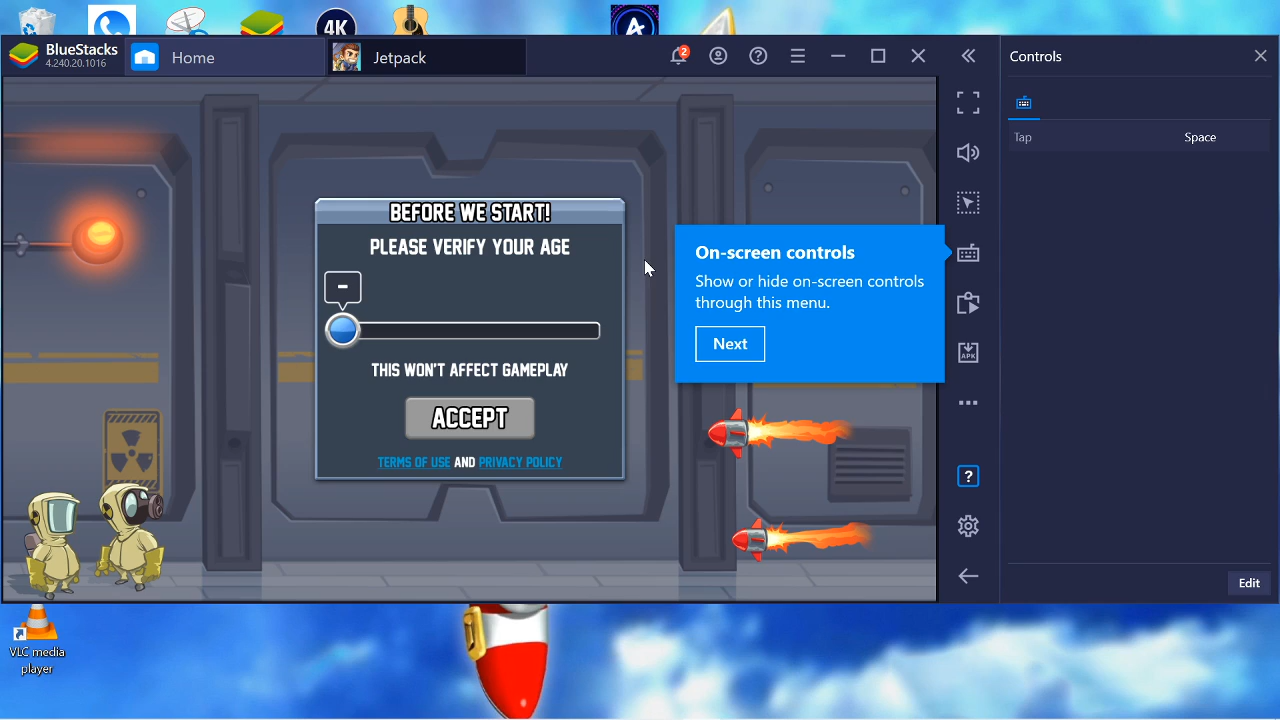 4K
BlueStacks
4.240.20.1016
Home
Jetpack
2
Controls
Tap
Space
BEFORE WE START!
PLEASE VERIFY YOUR AGE
-
THIS WON'T AFFECT GAMEPLAY
ACCEPT
TERMS OF USE AND PRIVACY POLICY
On-screen controls
Show or hide on-screen controls
through this menu.
Next
APK
?
Edit
VLC media
player